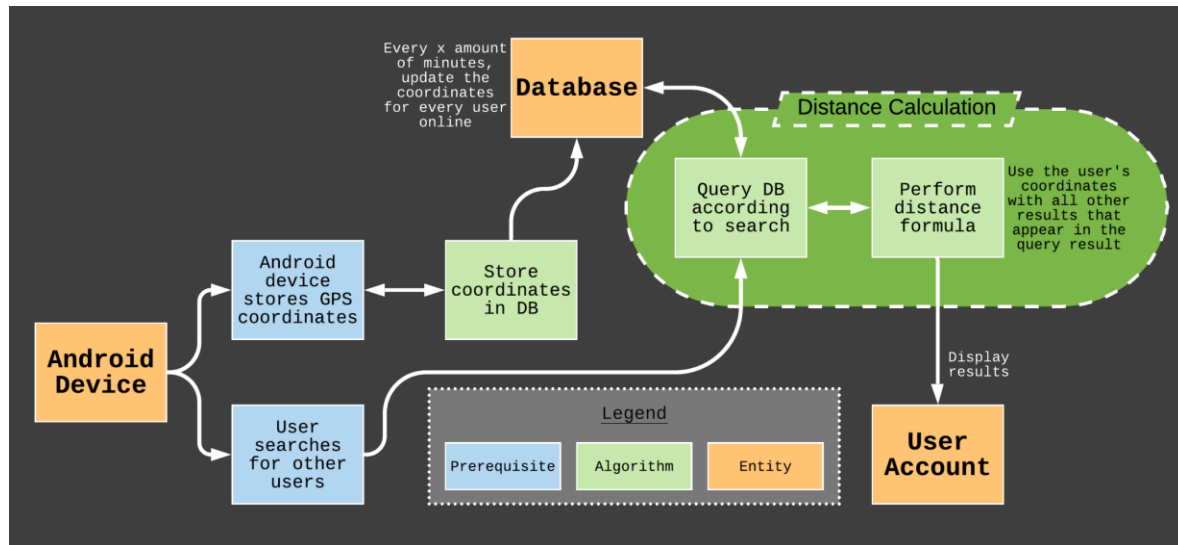 Every x amount
of minutes,
update the
coordinates
for every user
online
Database
Distance Calculation
Query DB
according
to search
Perform
distance
formula
Use the user's
coordinates
with all other
results that
appear in the
query result
Android
device
stores GPS
coordinates
Store
coordinates
in DB
Android
Device
Display
results
User
searches
for other
users
Legend
Prerequisite
Algorithm
Entity
User
Account